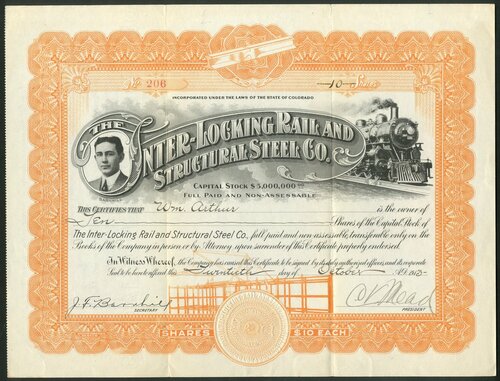 No 206
—10— Shares
INCORPORATED UNDER THE LAWS OF THE STATE OF COLORADO
THE INTER-LOCKING RAIL AND
STRUCTURAL STEEL CO.
CAPITAL STOCK $5,000,000.00
FULL PAID AND NON-ASSESSABLE
THIS CERTIFIES THAT Wm. Arthur is the owner of
Ten Shares of the Capital Stock of
The Inter-Locking Rail and Structural Steel Co., full paid and non assessable, transferable only on the
Books of the Company in person or by Attorney upon surrender of this Certificate properly endorsed.
In Witness Whereof, the Company has caused this Certificate to be signed by its duly authorized officers, and its corporate
Seal to be hereto affixed this Twentieth day of October
SECRETARY
PRESIDENT
SHARES $10 EACH